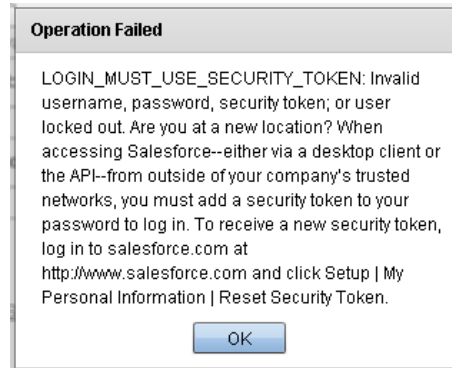 Operation Failed
LOGIN_MUST_USE_SECURITY_TOKEN: Invalid
username, password, security token; or user
locked out. Are you at a new location? When
accessing Salesforce--either via a desktop client or
the API--from outside of your company's trusted
networks, you must add a security token to your
password to log in. To receive a new security token,
log in to salesforce.com at
http://www.salesforce.com and click Setup | My
Personal Information | Reset Security Token.
OK